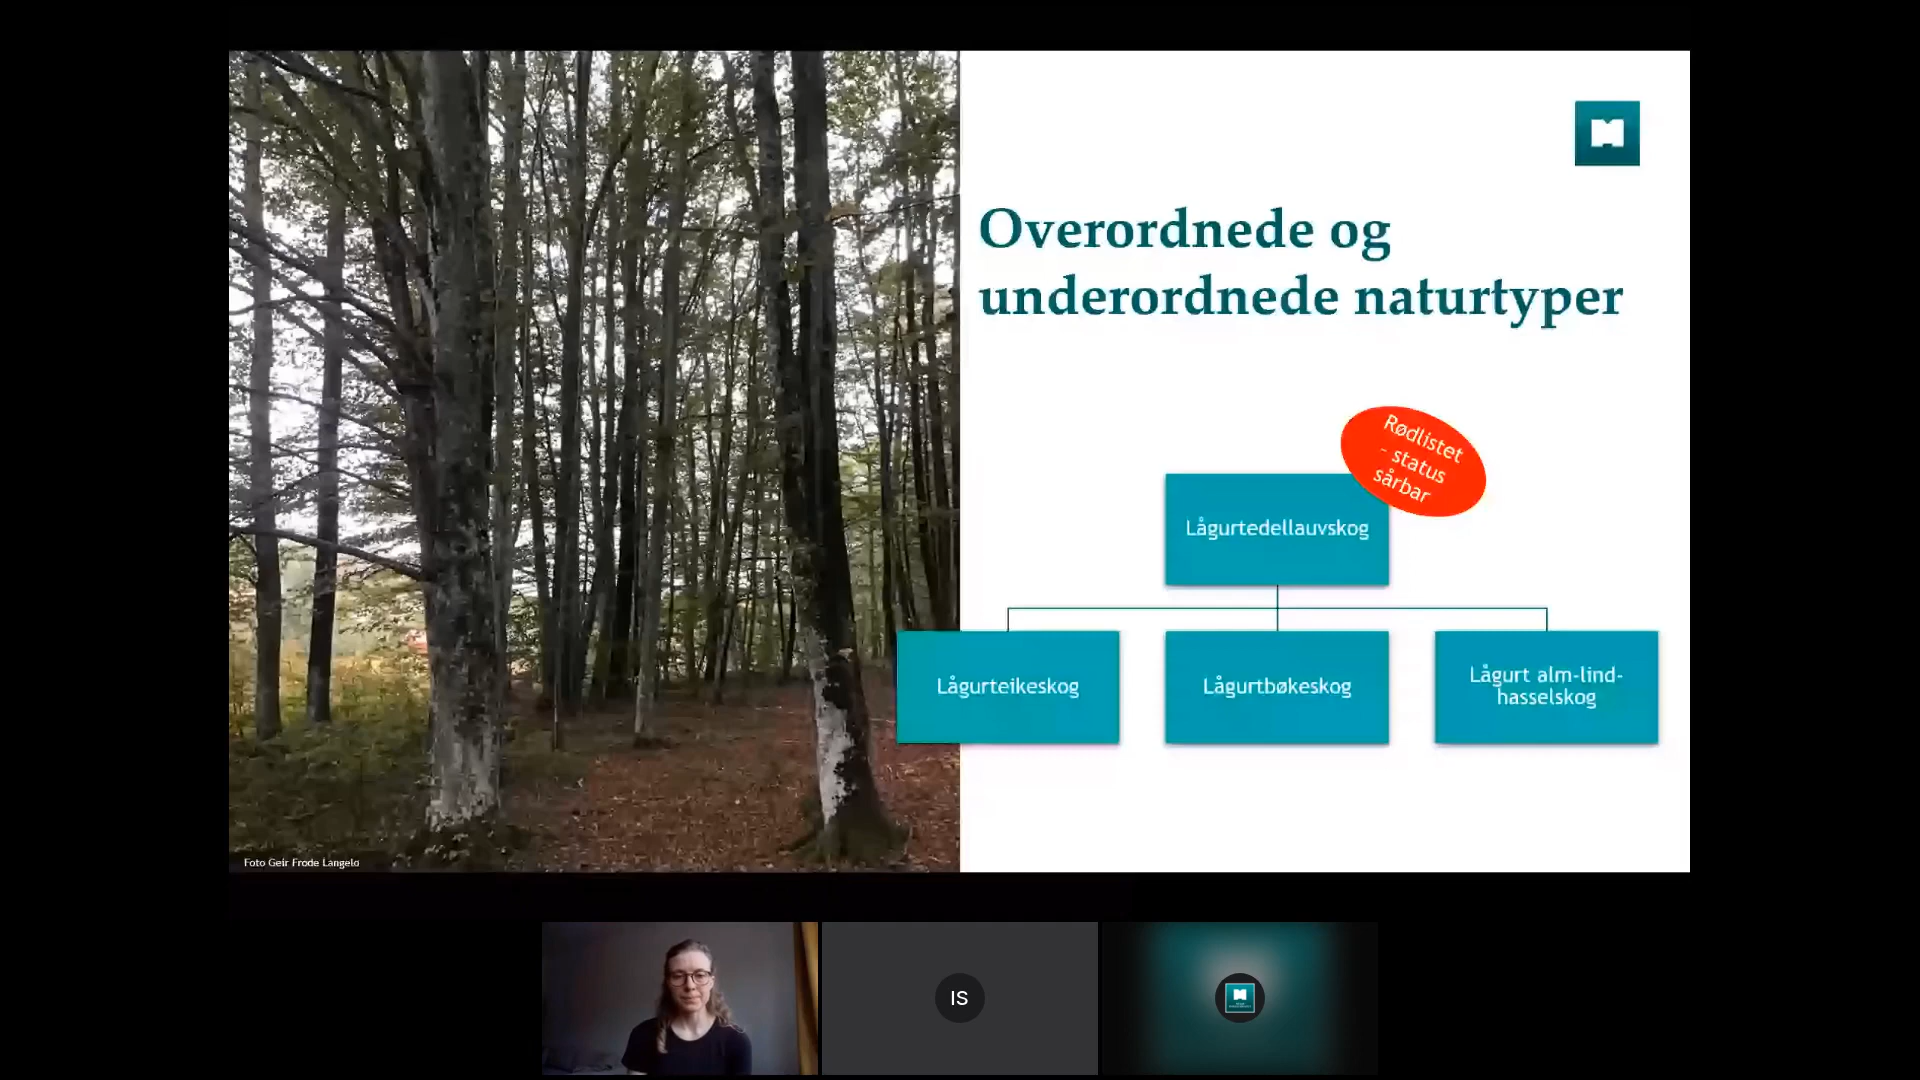 Overordnede og
underordnede naturtyper
Rødlistet
- status
sårbar
Lågurtedellauvskog
Lågurteikeskog
Lågurtbøkeskog
Lågurt alm-lind-
hasselskog
Foto Geir Frode Langelo
IS